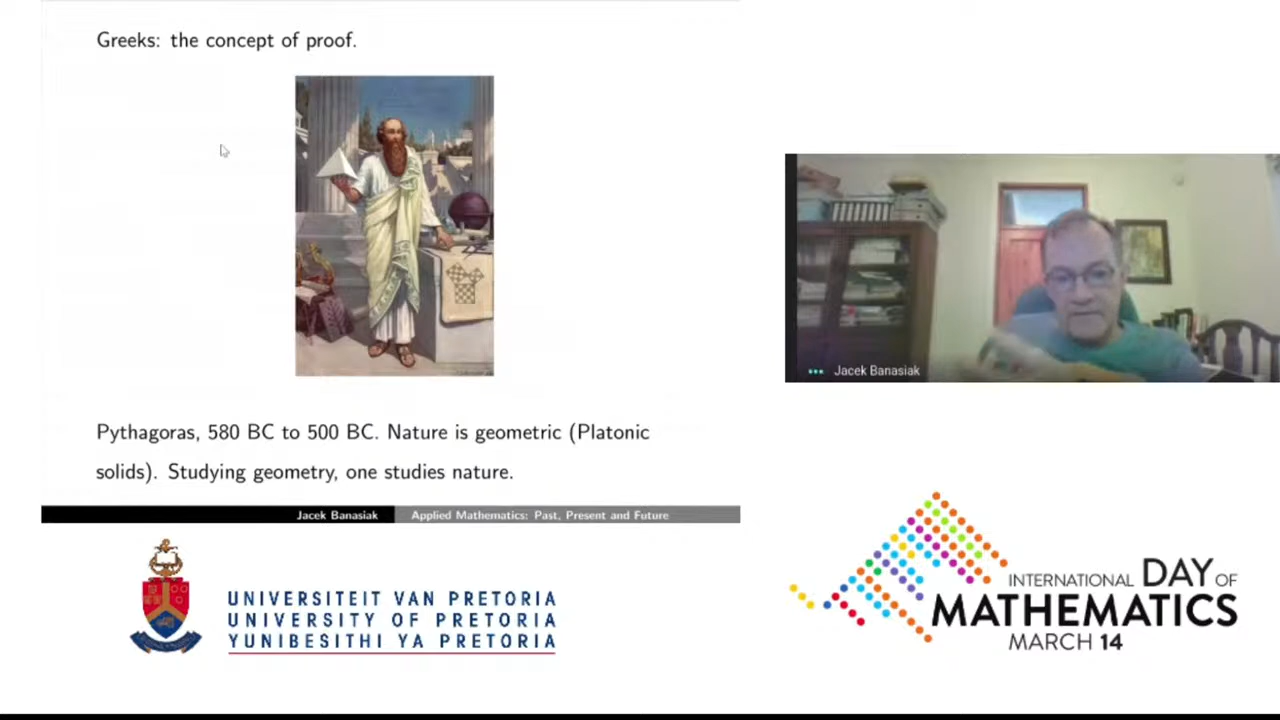 Greeks: the concept of proof.
Pythagoras, 580 BC to 500 BC. Nature is geometric (Platonic
solids). Studying geometry, one studies nature.
Jacek Banasiak Applied Mathematics: Past, Present and Future
Jacek Banasiak
UNIVERSITEIT VAN PRETORIA
UNIVERSITY OF PRETORIA
YUNIBESITHI YA PRETORIA
INTERNATIONAL DAY OF
MATHEMATICS
MARCH 14